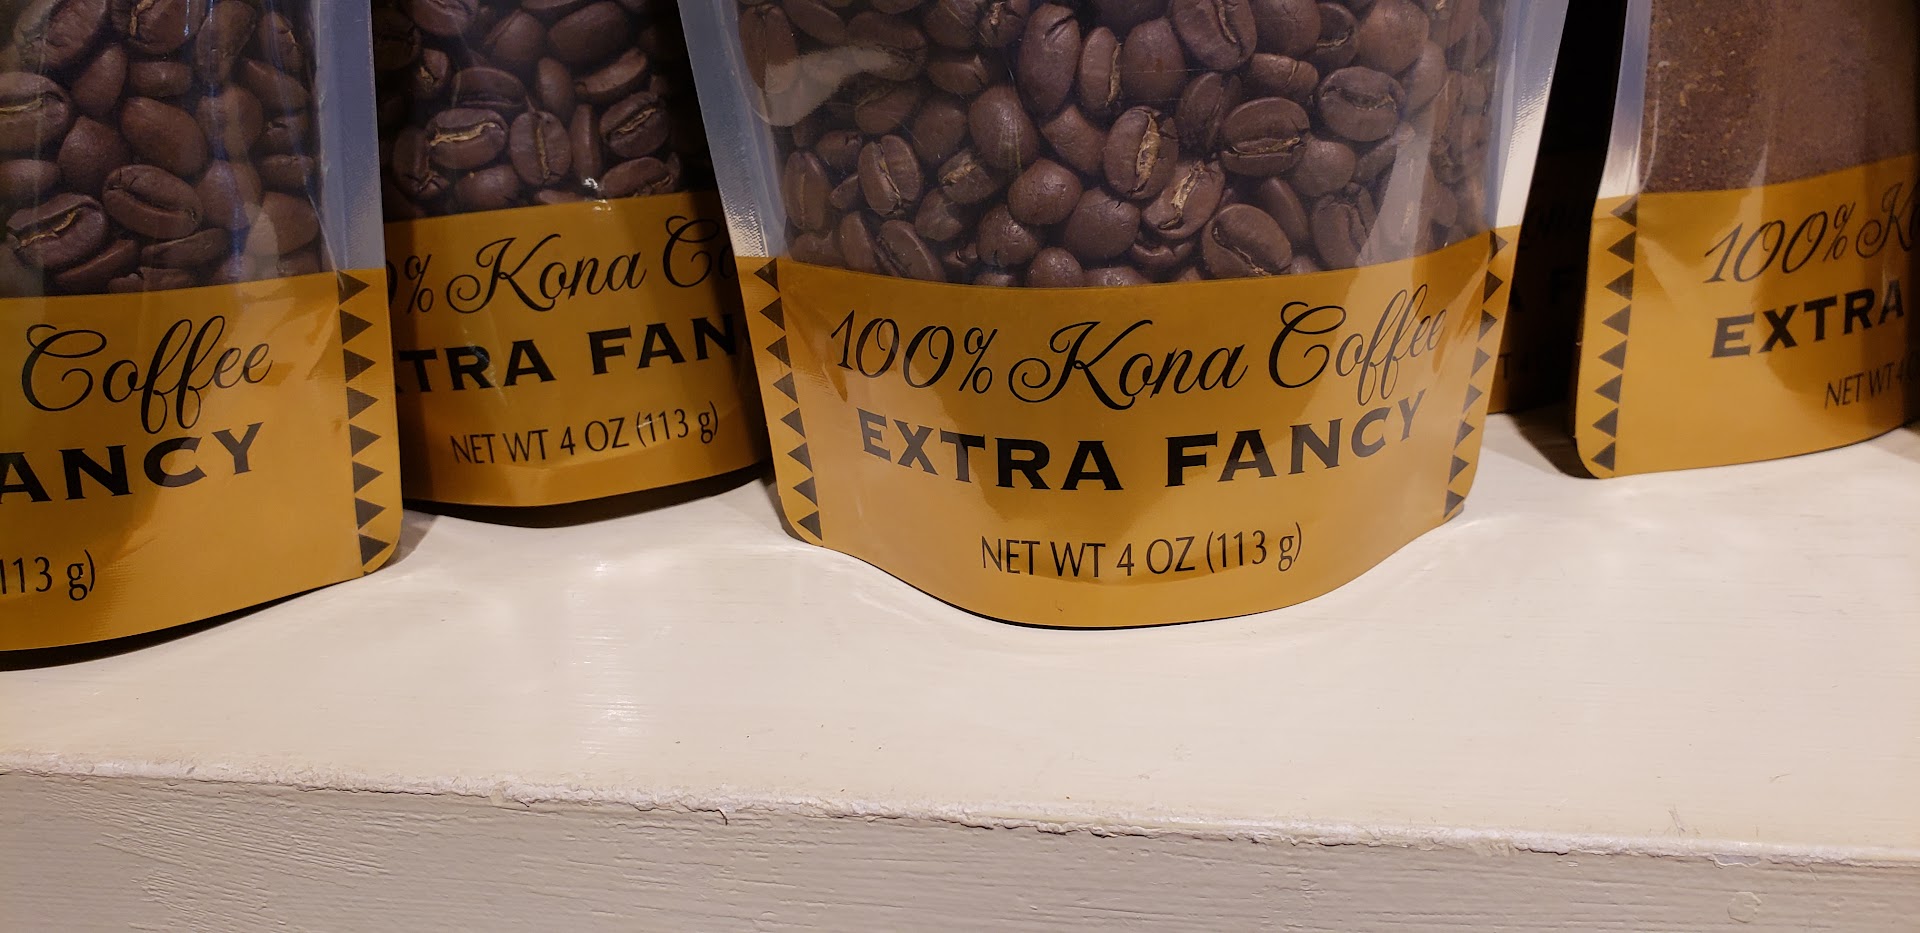 Coffee
ANCY
113 g)
% Kona Co
TRA FAN
NET WT 4 OZ (113 g)
100% Kona Coffee
EXTRA FANCY
NET WT 4 OZ (113 g)
100% K
EXTRA
NET WT 4